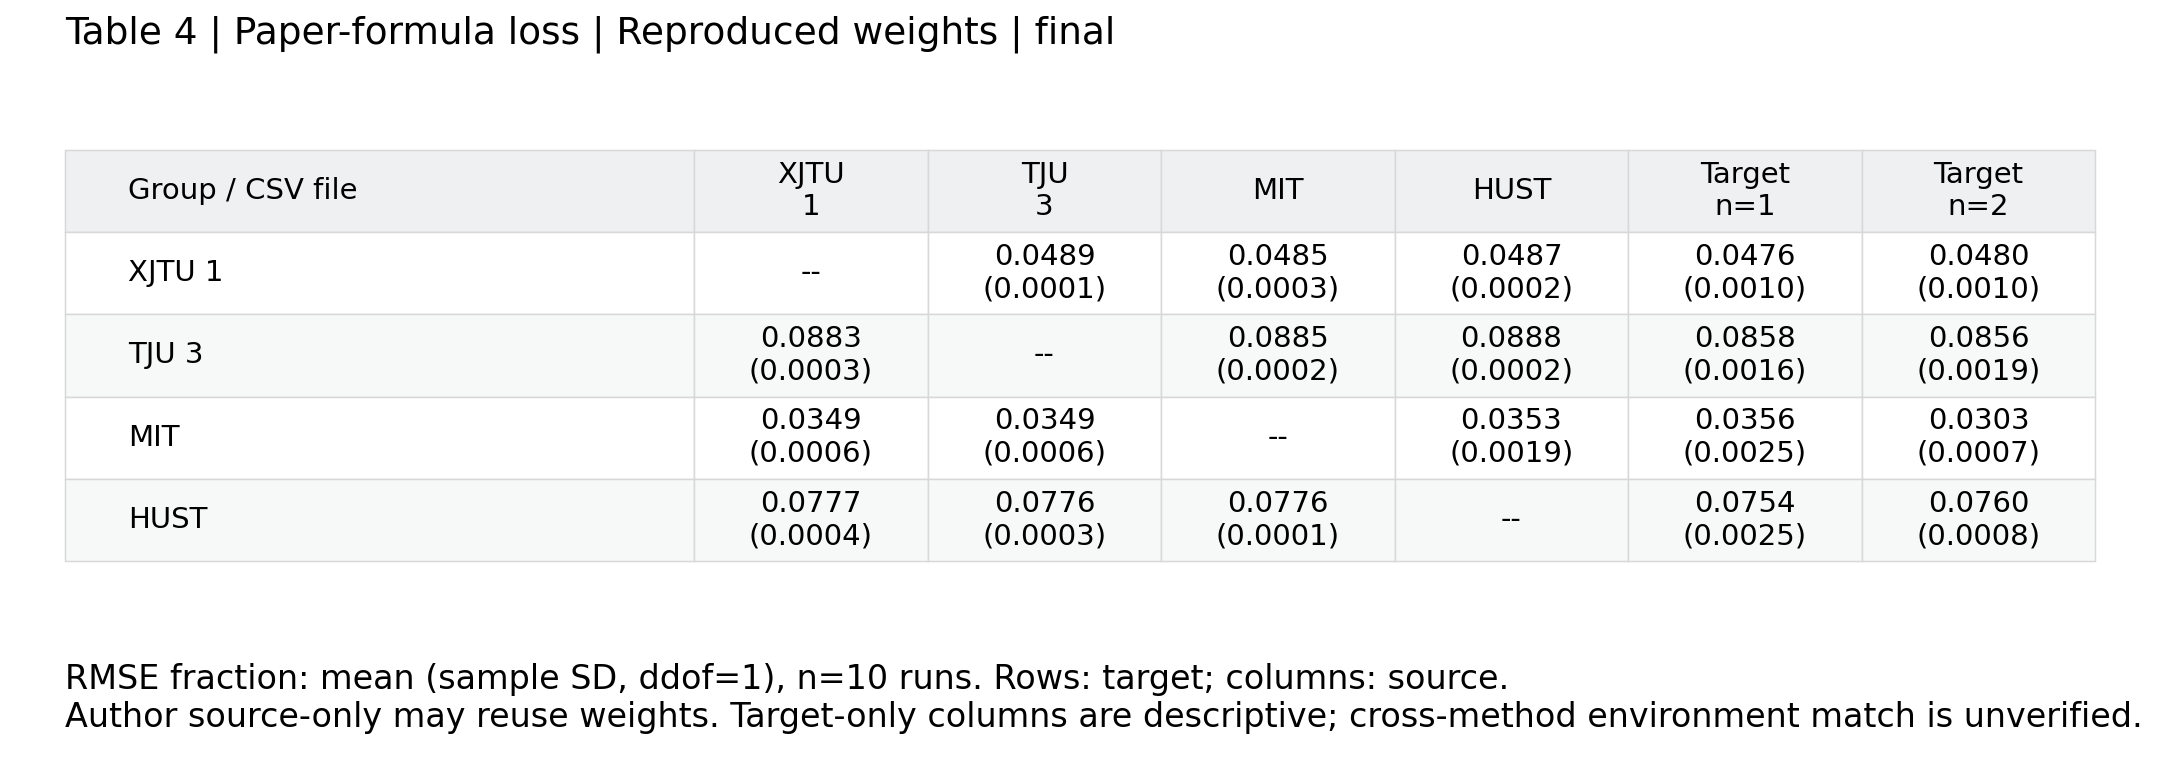 Table 4 | Paper-formula loss | Reproduced weights | final
Group / CSV file
XJTU
1
TJU
3
MIT
HUST
Target
n=1
Target
n=2
XJTU 1
--
0.0489
(0.0001)
0.0485
(0.0003)
0.0487
(0.0002)
0.0476
(0.0010)
0.0480
(0.0010)
TJU 3
0.0883
(0.0003)
--
0.0885
(0.0002)
0.0888
(0.0002)
0.0858
(0.0016)
0.0856
(0.0019)
MIT
0.0349
(0.0006)
0.0349
(0.0006)
--
0.0353
(0.0019)
0.0356
(0.0025)
0.0303
(0.0007)
HUST
0.0777
(0.0004)
0.0776
(0.0003)
0.0776
(0.0001)
--
0.0754
(0.0025)
0.0760
(0.0008)
RMSE fraction: mean (sample SD, ddof=1), n=10 runs. Rows: target; columns: source.
Author source-only may reuse weights. Target-only columns are descriptive; cross-method environment match is unverified.